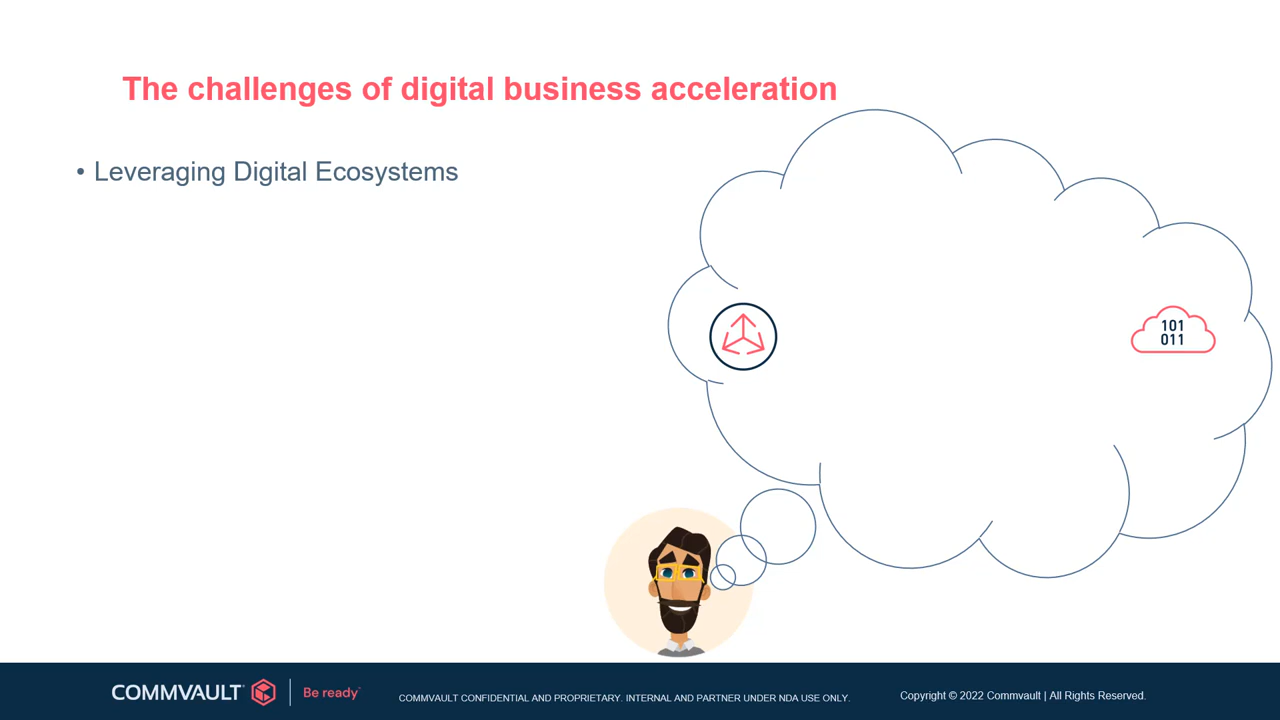 The challenges of digital business acceleration
• Leveraging Digital Ecosystems
101
011
COMMVAULT Be ready
COMMVAULT CONFIDENTIAL AND PROPRIETARY. INTERNAL AND PARTNER UNDER NDA USE ONLY.
Copyright © 2022 Commvault | All Rights Reserved.